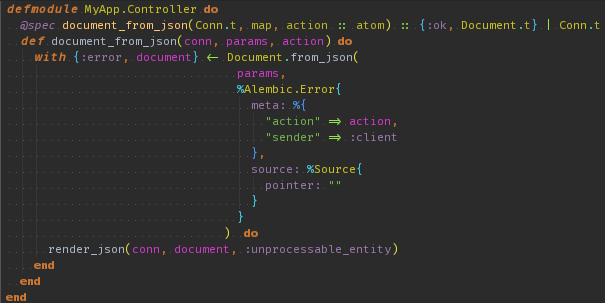 defmodule MyApp.Controller do
  @spec document_from_json(Conn.t, map, action :: atom) :: {:ok, Document.t} | Conn.t
  def document_from_json(conn, params, action) do
    with {:error, document} <- Document.from_json(
                                 params,
                                 %Alembic.Error{
                                   meta: %{
                                     "action" => action,
                                     "sender" => :client
                                   },
                                   source: %Source{
                                     pointer: ""
                                   }
                                 }
                               ) do
      render_json(conn, document, :unprocessable_entity)
    end
  end
end